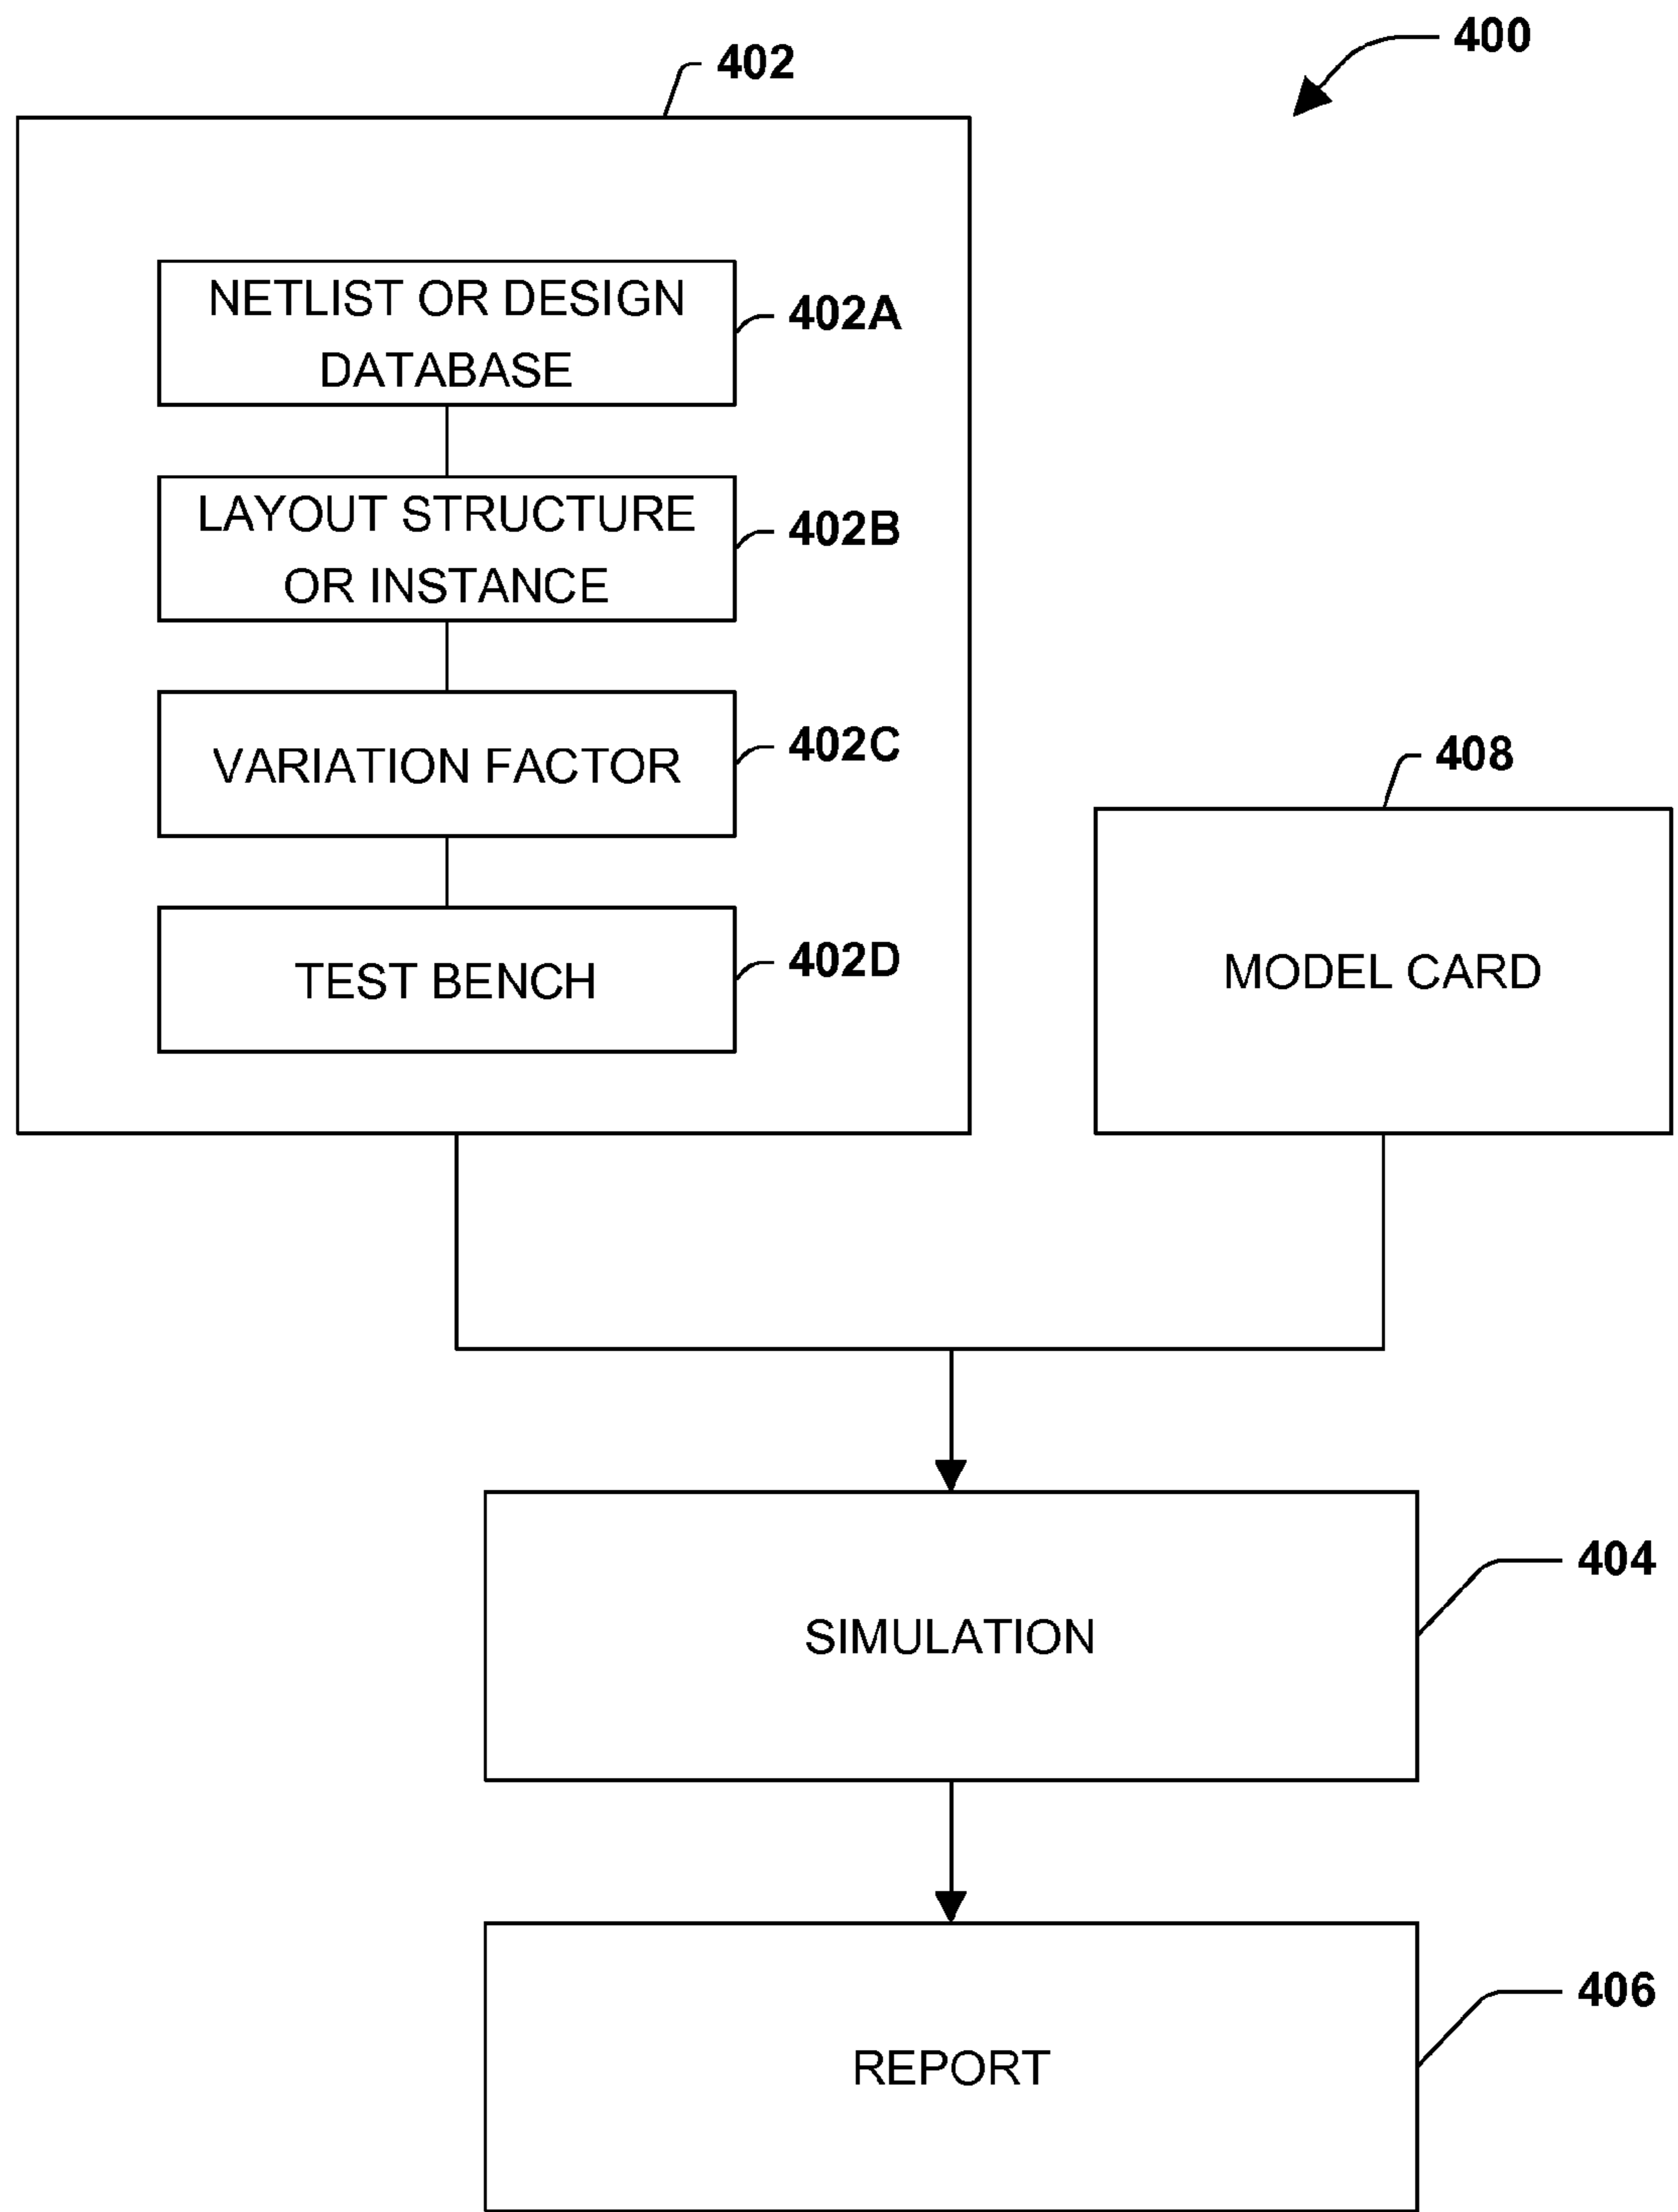 400
402
NETLIST OR DESIGN
DATABASE
402A
LAYOUT STRUCTURE
OR INSTANCE
402B
VARIATION FACTOR
402C
TEST BENCH
402D
408
MODEL CARD
SIMULATION
404
REPORT
406